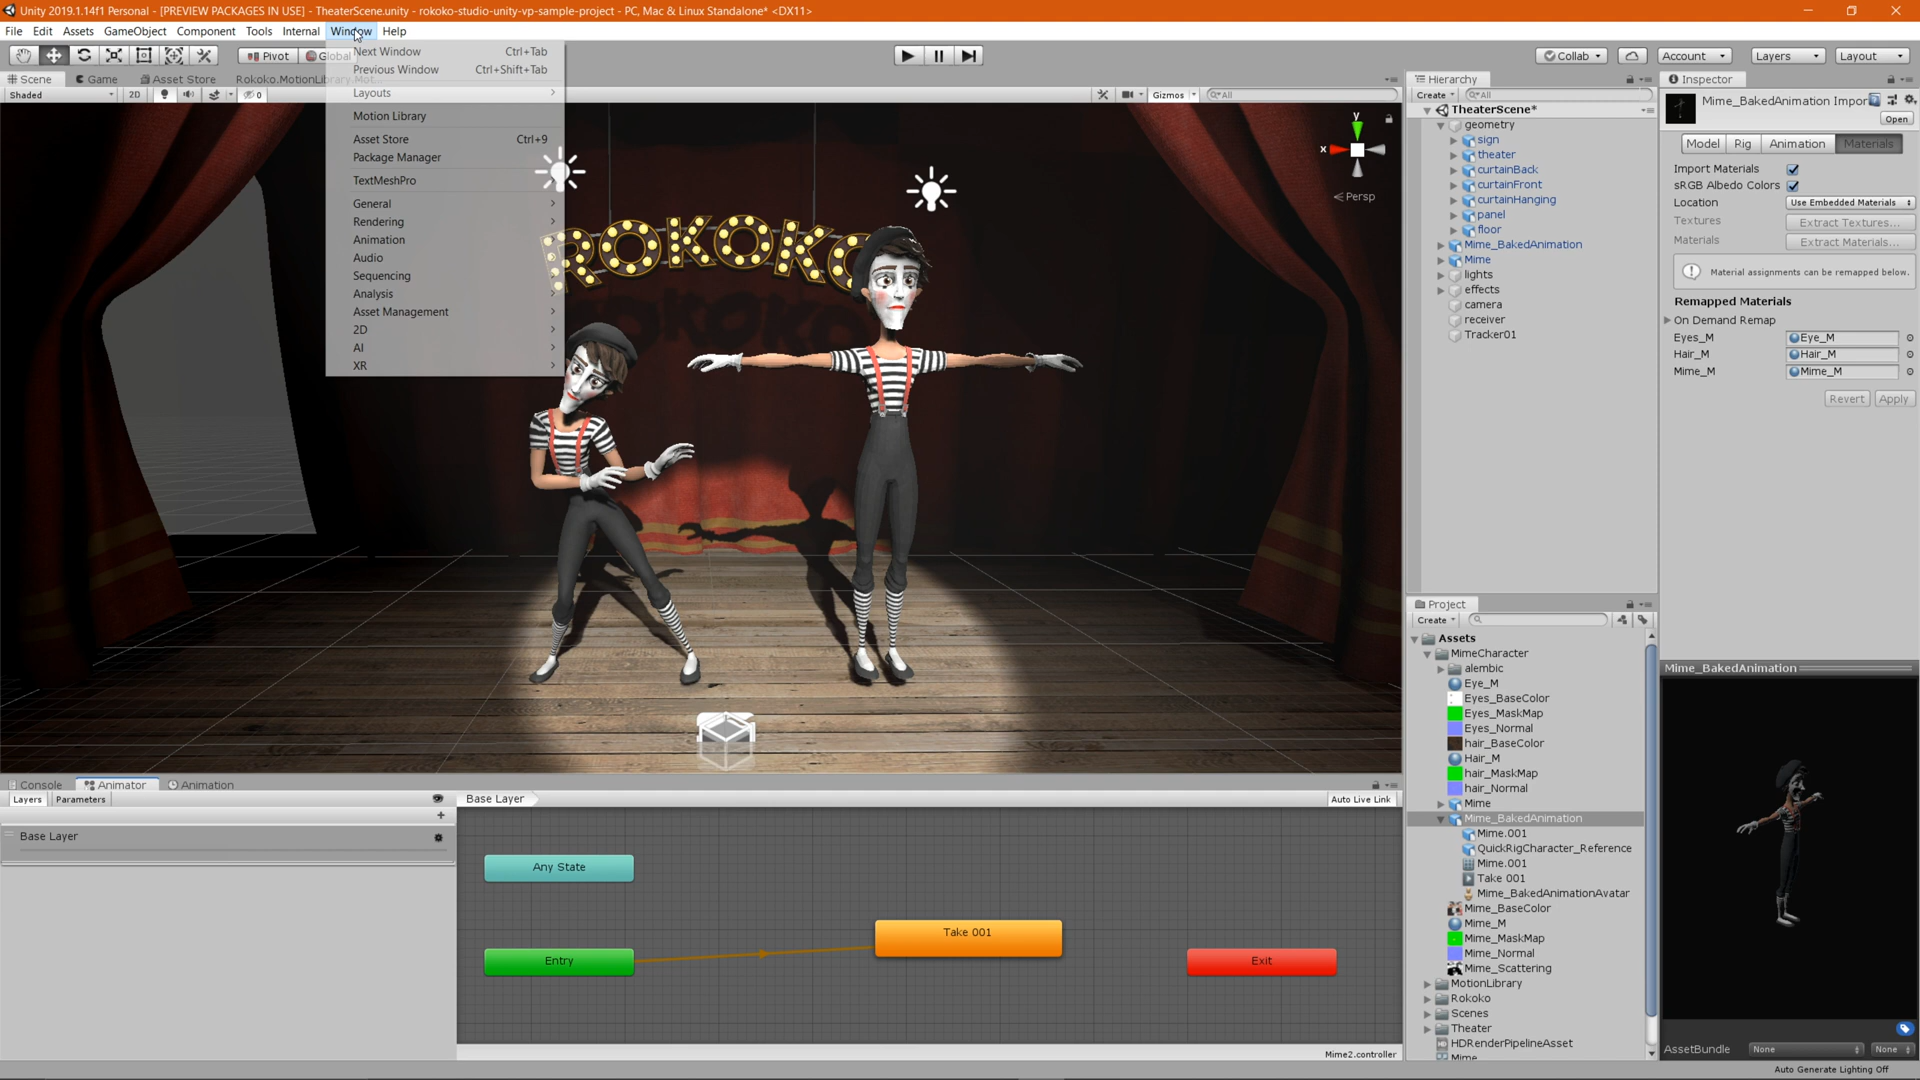 Unity 2019.1.14f1 Personal - [PREVIEW PACKAGES IN USE] - TheaterScene.unity - rokoko-studio-unity-vp-sample-project - PC, Mac & Linux Standalone* <DX11>
File Edit Assets GameObject Component Tools Internal Window Help
Pivot Global
Collab Account Layers Layout
Scene Game Asset Store Rokoko.MotionLibrary.Mot
Shaded 2D 0 Gizmos All
Next Window Ctrl+Tab
Previous Window Ctrl+Shift+Tab
Layouts
Motion Library
Asset Store Ctrl+9
Package Manager
TextMeshPro
General
Rendering
Animation
Audio
Sequencing
Analysis
Asset Management
2D
AI
XR
ROKOKO
y
x
Persp
Hierarchy
Create All
TheaterScene*
geometry
sign
theater
curtainBack
curtainFront
curtainHanging
panel
floor
Mime_BakedAnimation
Mime
lights
effects
camera
receiver
Tracker01
Inspector
Mime_BakedAnimation Impor
Open
Model Rig Animation Materials
Import Materials
sRGB Albedo Colors
Location Use Embedded Materials
Textures Extract Textures...
Materials Extract Materials...
Material assignments can be remapped below.
Remapped Materials
On Demand Remap
Eyes_M Eye_M
Hair_M Hair_M
Mime_M Mime_M
Revert Apply
Project
Create
Assets
MimeCharacter
alembic
Eye_M
Eyes_BaseColor
Eyes_MaskMap
Eyes_Normal
hair_BaseColor
Hair_M
hair_MaskMap
hair_Normal
Mime
Mime_BakedAnimation
Mime.001
QuickRigCharacter_Reference
Mime.001
Take 001
Mime_BakedAnimationAvatar
Mime_BaseColor
Mime_M
Mime_MaskMap
Mime_Normal
Mime_Scattering
MotionLibrary
Rokoko
Scenes
Theater
HDRenderPipelineAsset
Mime
Mime_BakedAnimation
AssetBundle None None
Auto Generate Lighting Off
Console Animator Animation
Layers Parameters
Base Layer
Base Layer Auto Live Link
Any State
Entry
Take 001
Exit
Mime2.controller